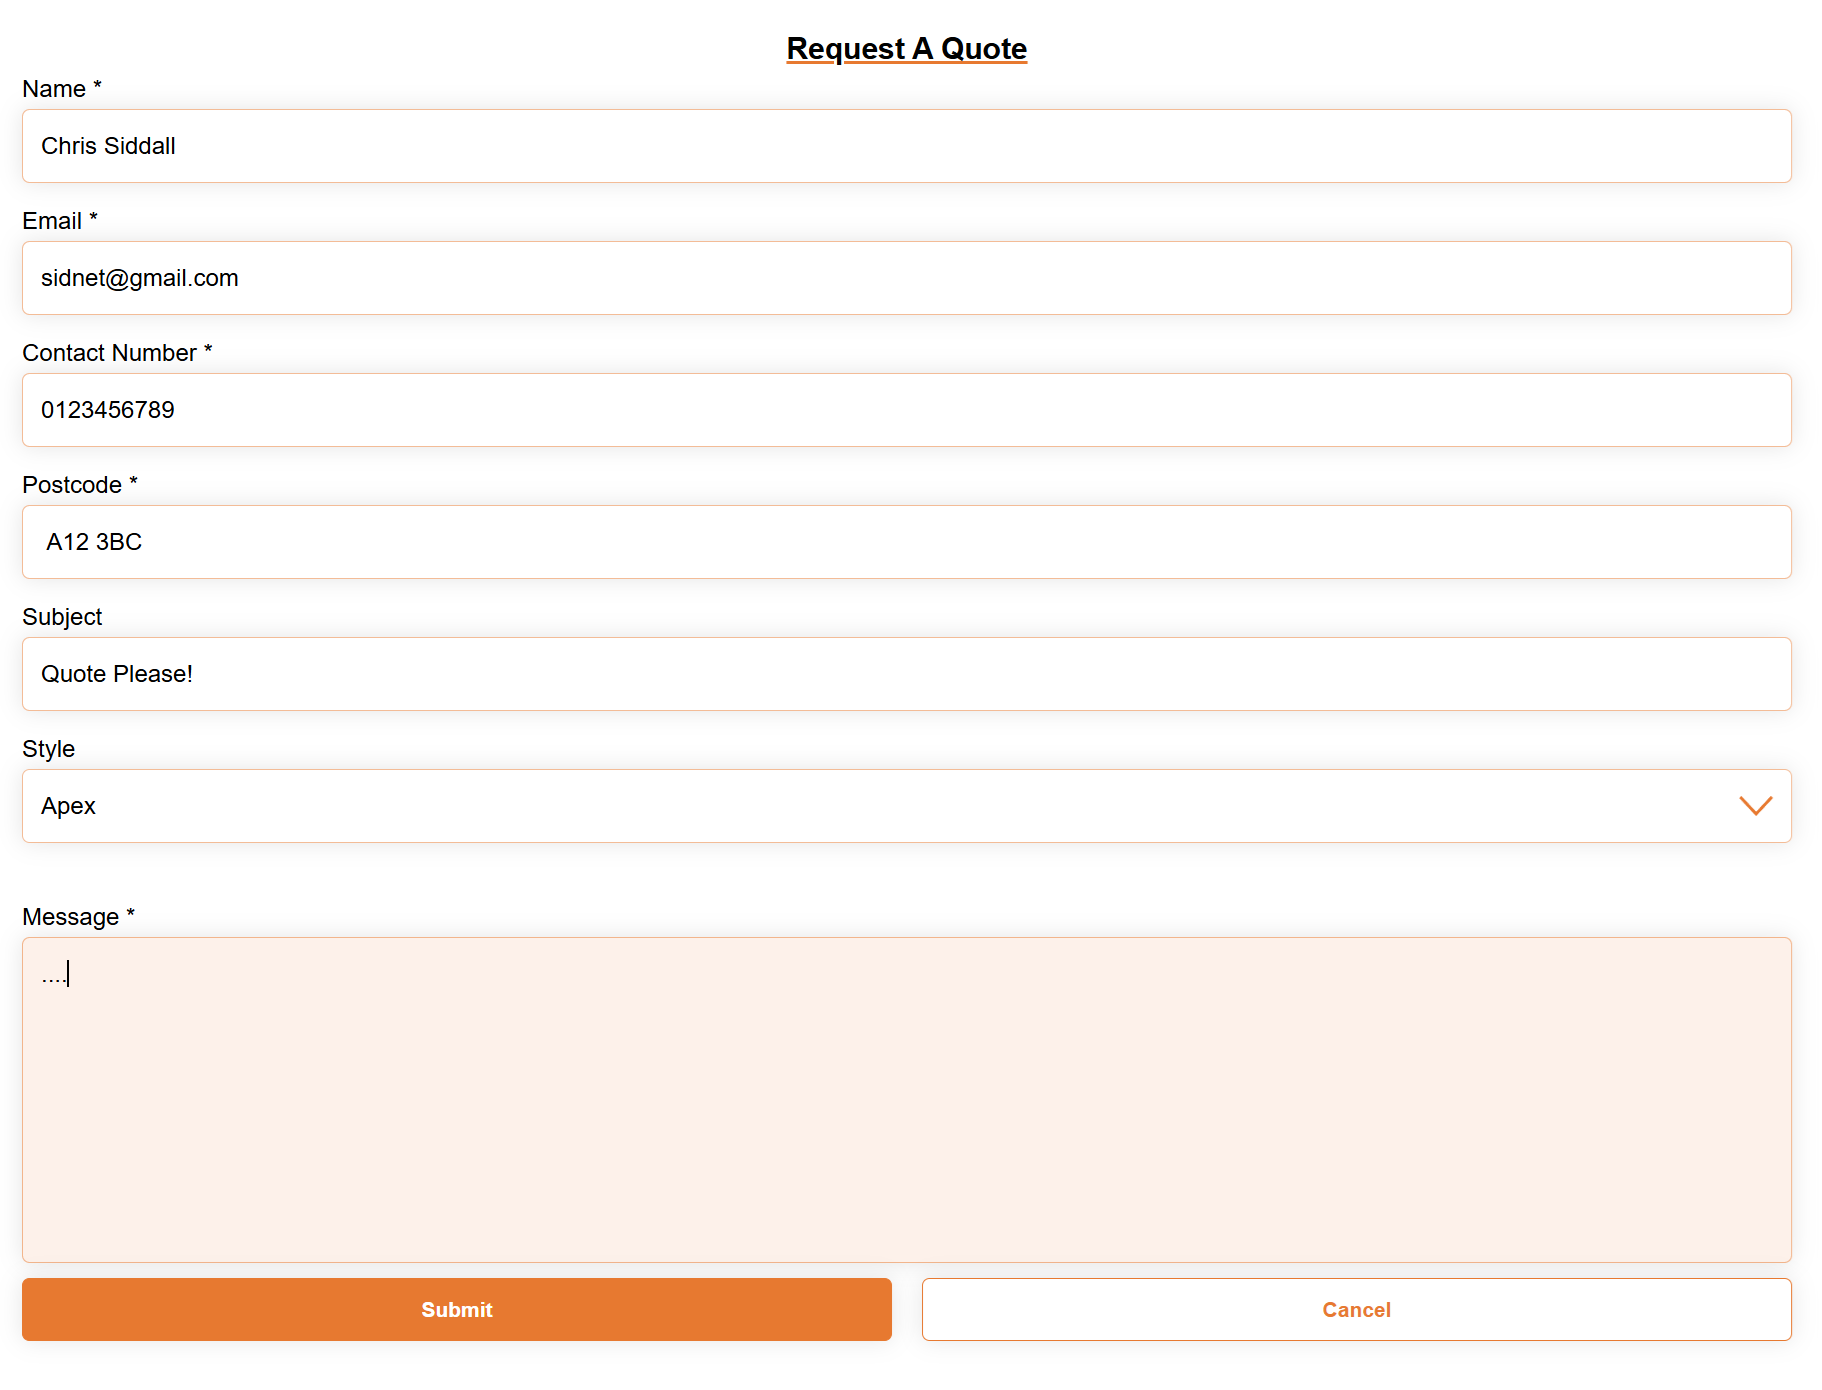 Request A Quote
Name *
Chris Siddall
Email *
sidnet@gmail.com
Contact Number *
0123456789
Postcode *
A12 3BC
Subject
Quote Please!
Style
Apex
Message *
....
Submit
Cancel